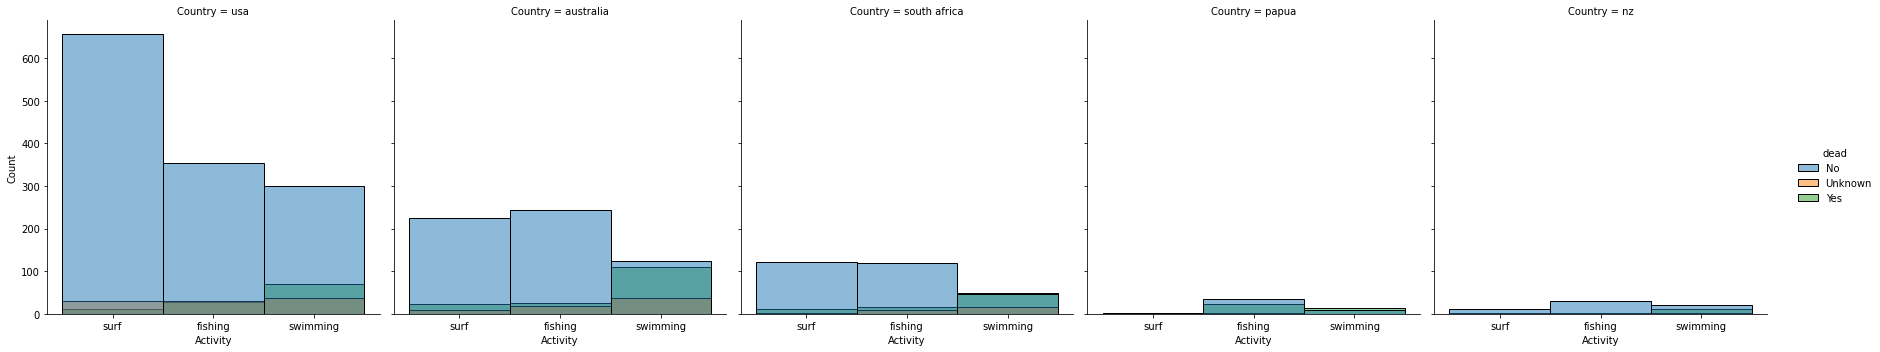 Country = usa
Country = australia
Country = south africa
Country = papua
Country = nz
Count
600
500
400
300
200
100
0
surf fishing swimming
Activity
surf fishing swimming
Activity
surf fishing swimming
Activity
surf fishing swimming
Activity
surf fishing swimming
Activity
dead
No
Unknown
Yes